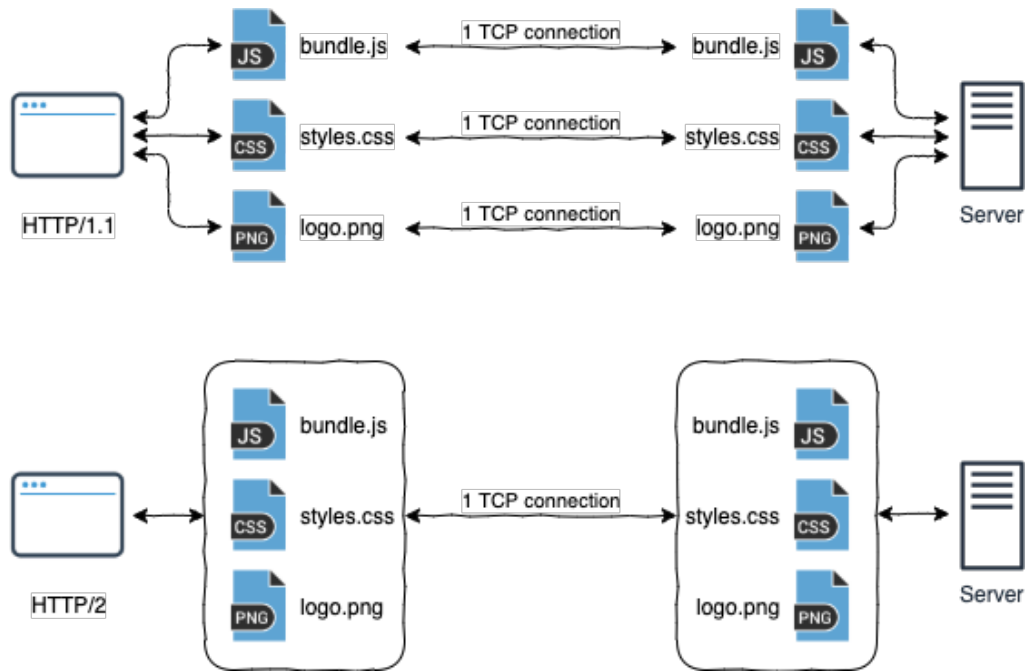 JS bundle.js 1 TCP connection bundle.js JS
CSS styles.css 1 TCP connection styles.css CSS
HTTP/1.1 PNG logo.png 1 TCP connection logo.png PNG Server
JS bundle.js bundle.js JS
CSS styles.css 1 TCP connection styles.css CSS
HTTP/2 PNG logo.png logo.png PNG Server